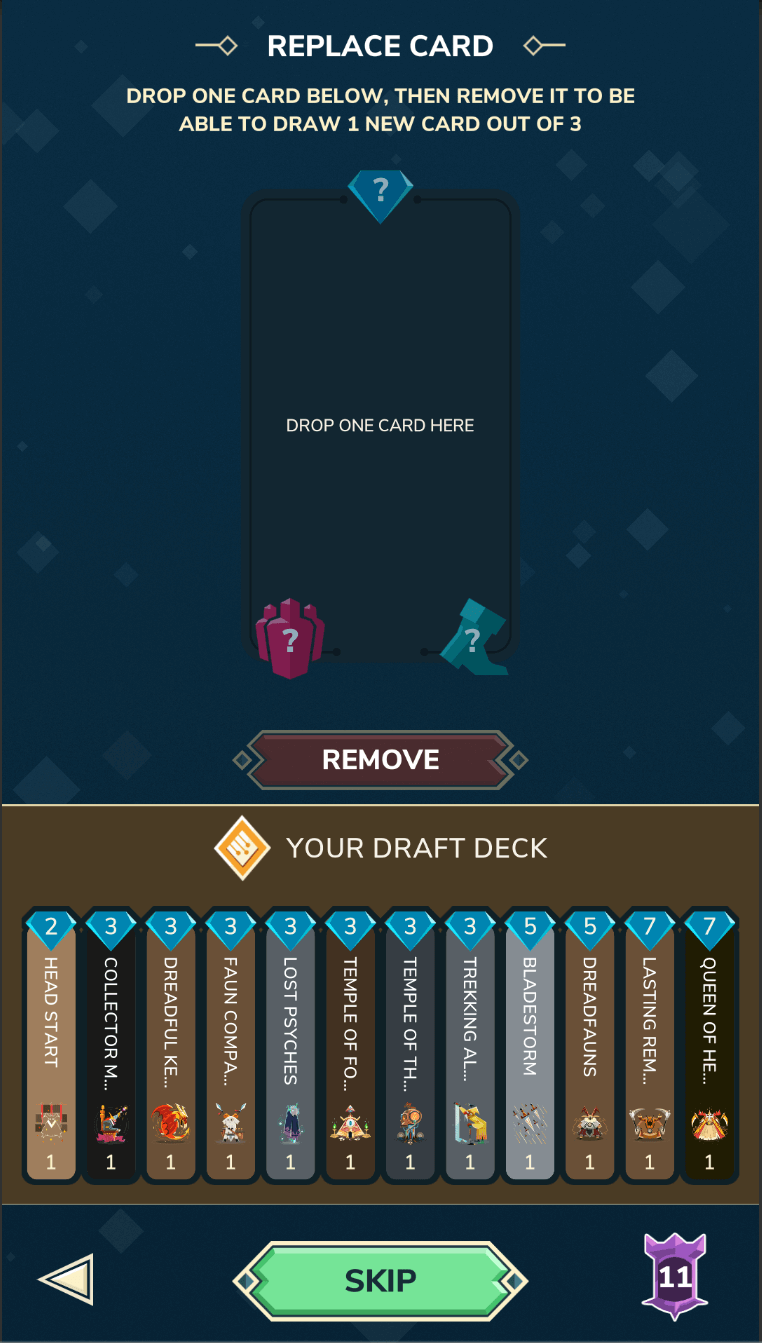 REPLACE CARD
DROP ONE CARD BELOW, THEN REMOVE IT TO BE
ABLE TO DRAW 1 NEW CARD OUT OF 3
?
DROP ONE CARD HERE
? ?
REMOVE
YOUR DRAFT DECK
2 3 3 3 3 3 3 3 5 5 7 7
HEAD START
COLLECTOR M...
DREADFUL KE...
FAUN COMPA...
LOST PSYCHES
TEMPLE OF FO...
TEMPLE OF TH...
TREKKING AL...
BLADESTORM
DREADFAUNS
LASTING REM...
QUEEN OF HE...
1 1 1 1 1 1 1 1 1 1 1 1
SKIP
11